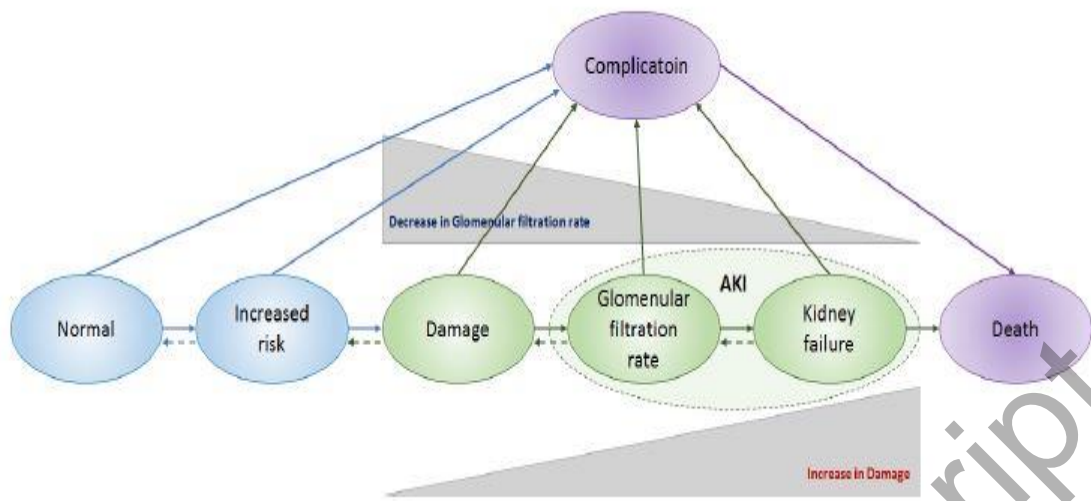 Complicatoin
Decrease in Glomenular filtration rate
AKI
Normal
Increased
risk
Damage
Glomenular
filtration
rate
Kidney
failure
Death
Increase in Damage
ript